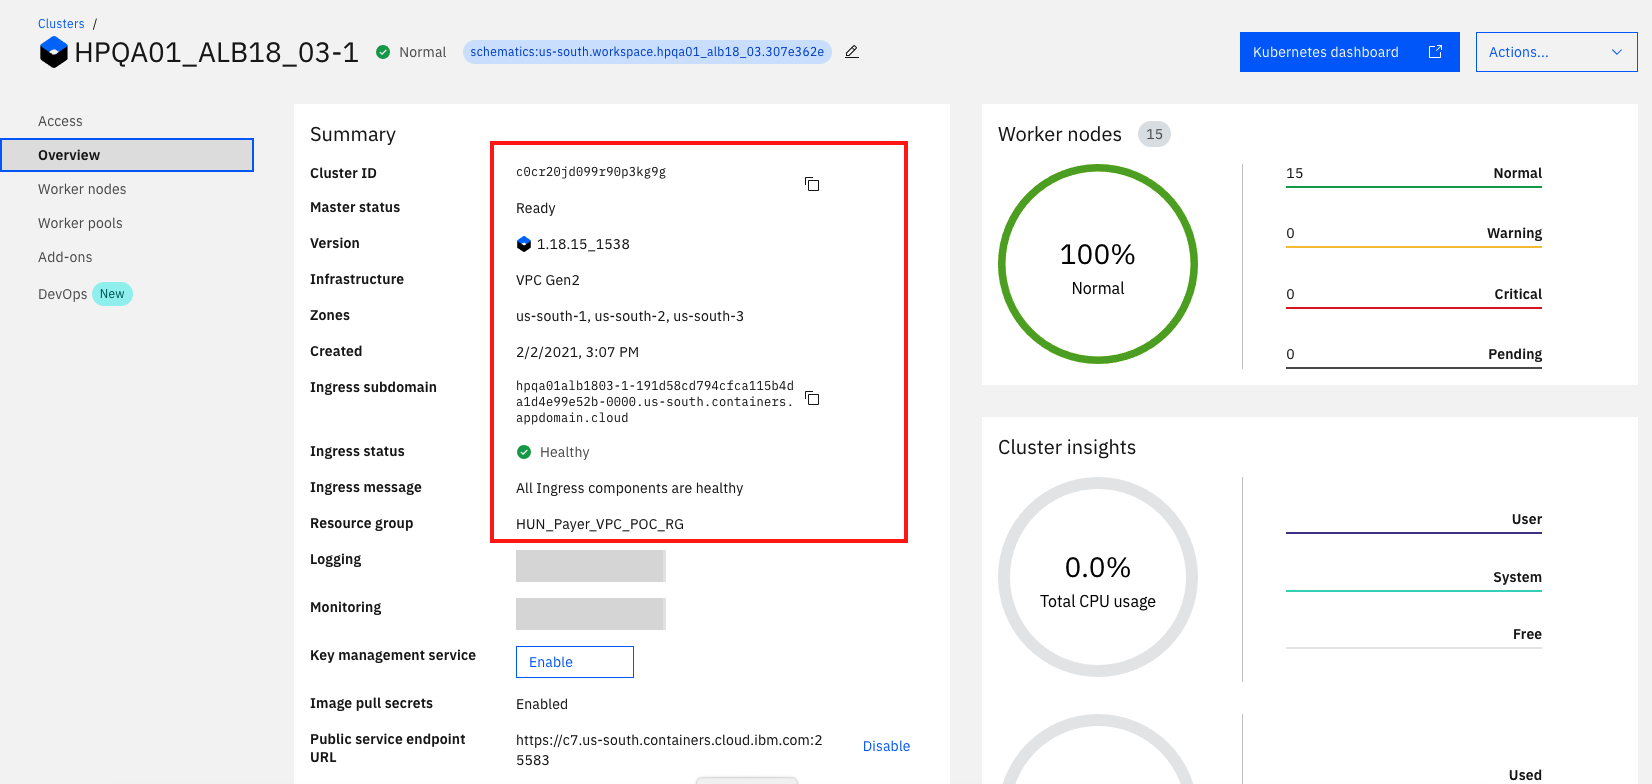 Clusters /
HPQA01_ALB18_03-1
Normal
schematics:us-south.workspace.hpqa01_alb18_03.307e362e
Kubernetes dashboard
Actions...
Access
Overview
Worker nodes
Worker pools
Add-ons
DevOps New
Summary
Cluster ID c0cr20jd099r90p3kg9g
Master status Ready
Version 1.18.15_1538
Infrastructure VPC Gen2
Zones us-south-1, us-south-2, us-south-3
Created 2/2/2021, 3:07 PM
Ingress subdomain hpqa01alb1803-1-191d58cd794cfca115b4d
a1d4e99e52b-0000.us-south.containers.
appdomain.cloud
Ingress status Healthy
Ingress message All Ingress components are healthy
Resource group HUN_Payer_VPC_POC_RG
Logging
Monitoring
Key management service Enable
Image pull secrets Enabled
Public service endpoint
URL
https://c7.us-south.containers.cloud.ibm.com:2
5583
Disable
Worker nodes 15
100%
Normal
15 Normal
0 Warning
0 Critical
0 Pending
Cluster insights
0.0%
Total CPU usage
User
System
Free
Used